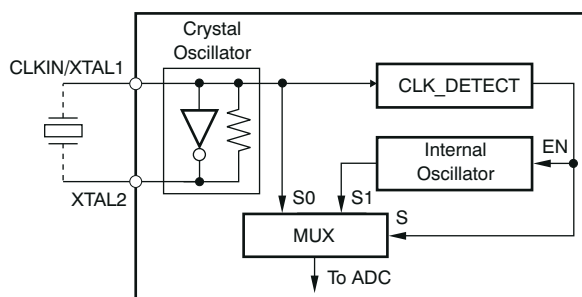 Crystal
Oscillator
CLKIN/XTAL1
CLK_DETECT
Internal
Oscillator
EN
XTAL2
S0
S1
S
MUX
To ADC